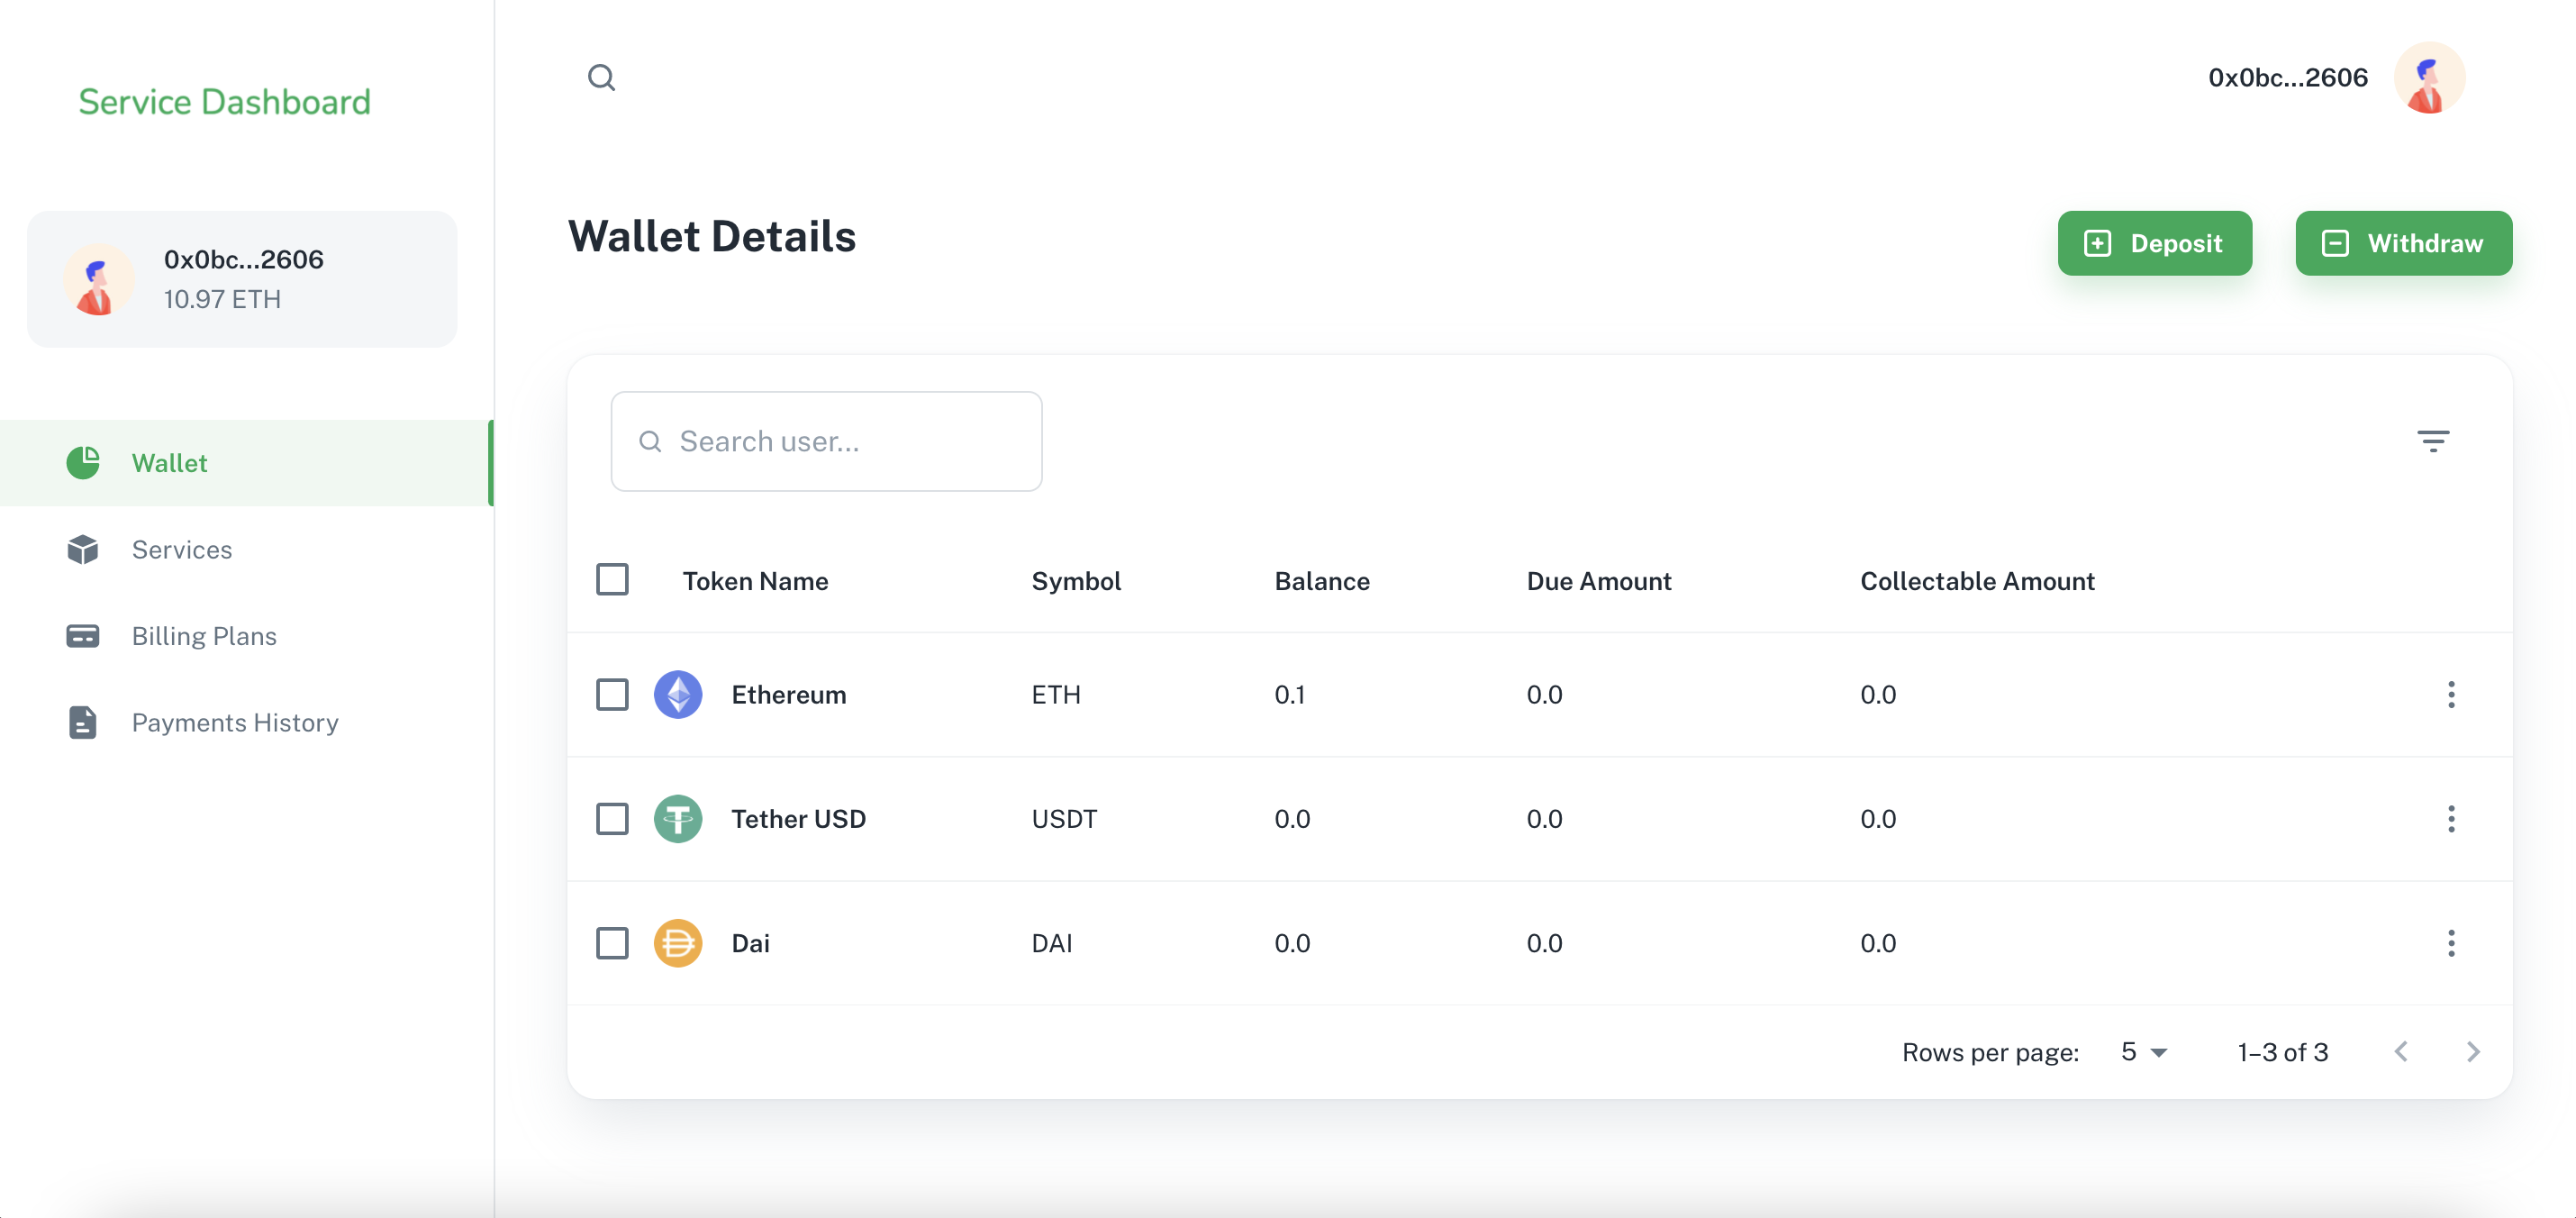 Service Dashboard
0x0bc...2606
10.97 ETH
Wallet
Services
Billing Plans
Payments History
0x0bc...2606
Wallet Details
Deposit
Withdraw
Search user...
Token Name Symbol Balance Due Amount Collectable Amount
Ethereum ETH 0.1 0.0 0.0
Tether USD USDT 0.0 0.0 0.0
Dai DAI 0.0 0.0 0.0
Rows per page: 5 1–3 of 3